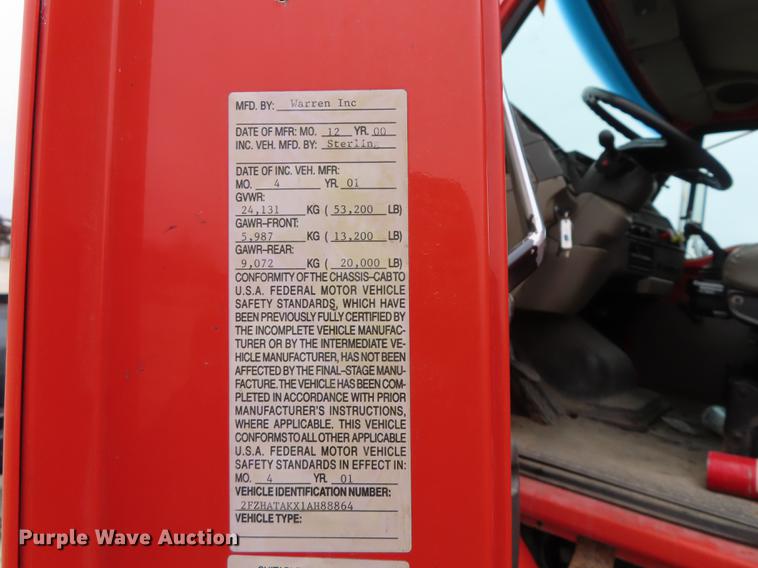 MFD. BY: Warren Inc
DATE OF MFR: MO. 12 YR. 00
INC. VEH. MFD. BY: Sterling
DATE OF INC. VEH. MFR:
MO. 4 YR. 01
GVWR:
24,131 KG ( 53,200 LB)
GAWR-FRONT:
5,987 KG ( 13,200 LB)
GAWR-REAR:
9,072 KG ( 20,000 LB)
CONFORMITY OF THE CHASSIS-CAB TO
U.S.A. FEDERAL MOTOR VEHICLE
SAFETY STANDARDS, WHICH HAVE
BEEN PREVIOUSLY FULLY CERTIFIED BY
THE INCOMPLETE VEHICLE MANUFAC-
TURER OR BY THE INTERMEDIATE VE-
HICLE MANUFACTURER, HAS NOT BEEN
AFFECTED BY THE FINAL-STAGE MANU-
FACTURE. THE VEHICLE HAS BEEN COM-
PLETED IN ACCORDANCE WITH PRIOR
MANUFACTURER'S INSTRUCTIONS,
WHERE APPLICABLE. THIS VEHICLE
CONFORMS TO ALL OTHER APPLICABLE
U.S.A. FEDERAL MOTOR VEHICLE
SAFETY STANDARDS IN EFFECT IN:
MO. 4 YR. 01
VEHICLE IDENTIFICATION NUMBER:
2FZHATAKX1AH88864
VEHICLE TYPE:
Purple Wave Auction